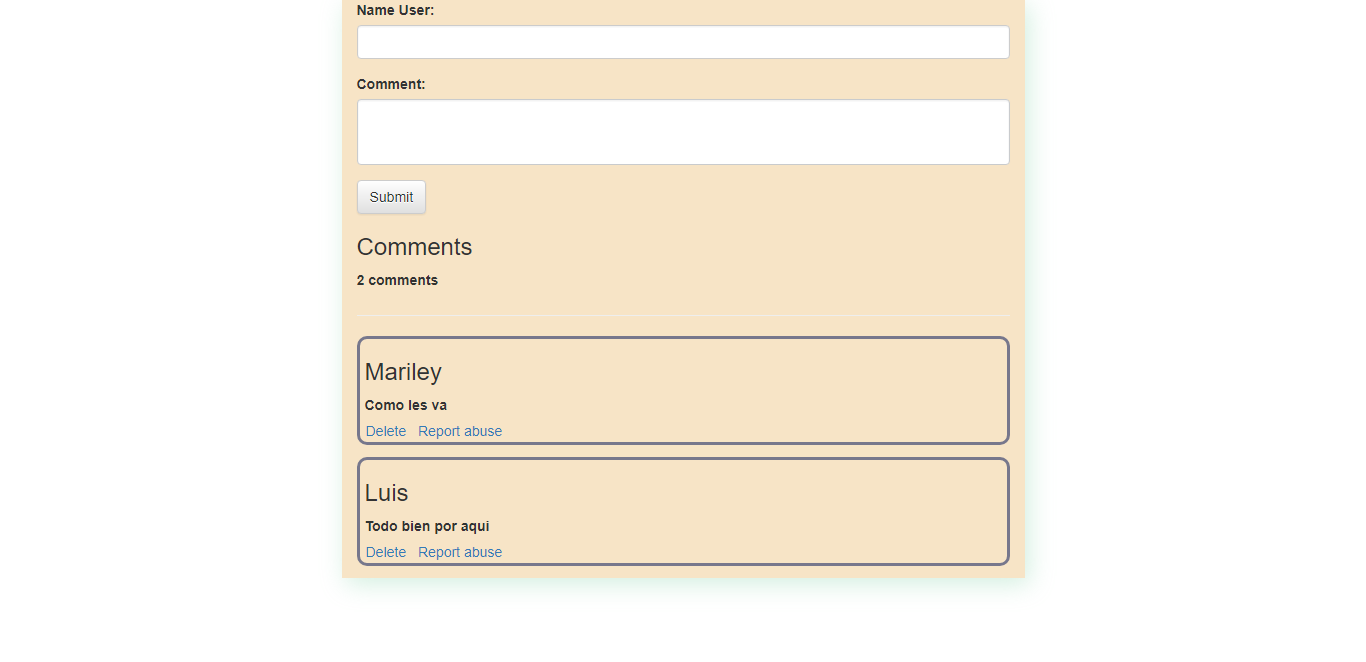 Name User:
Comment:
Submit
Comments
2 comments
Mariley
Como les va
Delete Report abuse
Luis
Todo bien por aqui
Delete Report abuse